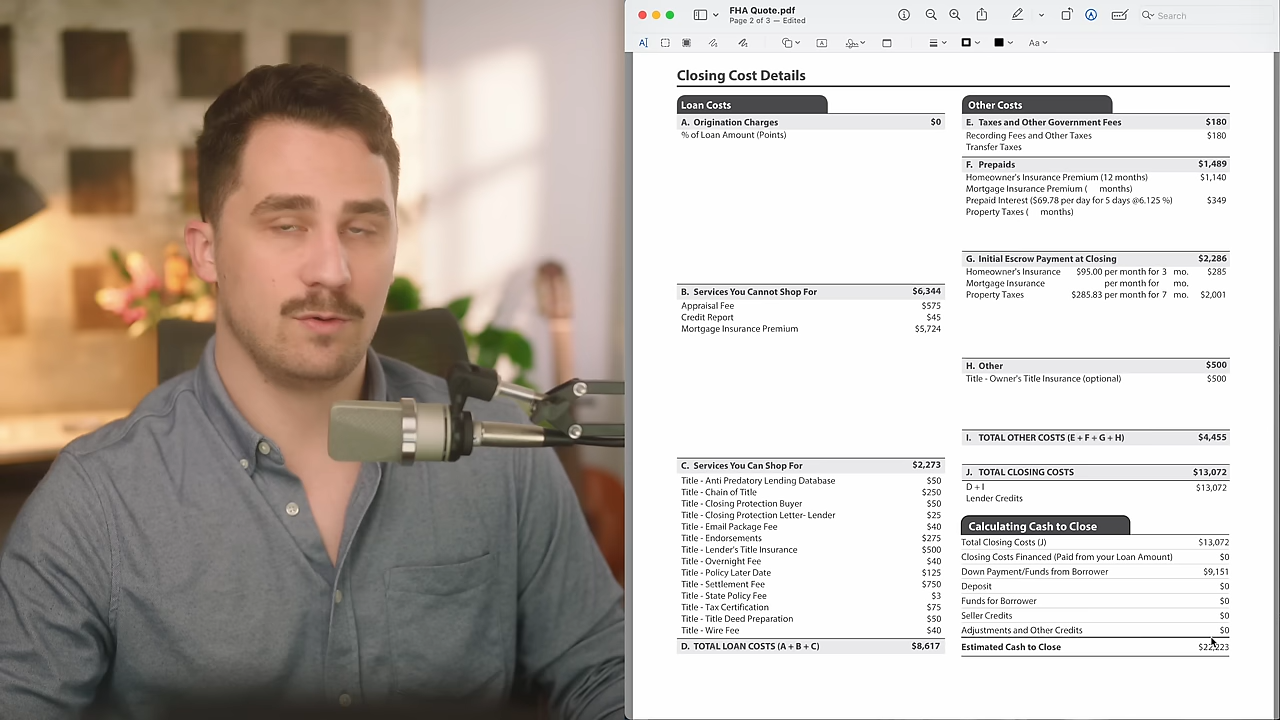 FHA Quote.pdf
Page 2 of 3 — Edited
Search
Aa
Closing Cost Details
Loan Costs
A. Origination Charges $0
% of Loan Amount (Points)
B. Services You Cannot Shop For $6,344
Appraisal Fee $575
Credit Report $45
Mortgage Insurance Premium $5,724
C. Services You Can Shop For $2,273
Title - Anti Predatory Lending Database $50
Title - Chain of Title $250
Title - Closing Protection Buyer $50
Title - Closing Protection Letter- Lender $25
Title - Email Package Fee $40
Title - Endorsements $275
Title - Lender's Title Insurance $500
Title - Overnight Fee $40
Title - Policy Later Date $125
Title - Settlement Fee $750
Title - State Policy Fee $3
Title - Tax Certification $75
Title - Title Deed Preparation $50
Title - Wire Fee $40
D. TOTAL LOAN COSTS (A + B + C) $8,617
Other Costs
E. Taxes and Other Government Fees $180
Recording Fees and Other Taxes $180
Transfer Taxes
F. Prepaids $1,489
Homeowner's Insurance Premium (12 months) $1,140
Mortgage Insurance Premium ( months)
Prepaid Interest ($69.78 per day for 5 days @6.125 %) $349
Property Taxes ( months)
G. Initial Escrow Payment at Closing $2,286
Homeowner's Insurance $95.00 per month for 3 mo. $285
Mortgage Insurance per month for mo.
Property Taxes $285.83 per month for 7 mo. $2,001
H. Other $500
Title - Owner's Title Insurance (optional) $500
I. TOTAL OTHER COSTS (E + F + G + H) $4,455
J. TOTAL CLOSING COSTS $13,072
D + I $13,072
Lender Credits
Calculating Cash to Close
Total Closing Costs (J) $13,072
Closing Costs Financed (Paid from your Loan Amount) $0
Down Payment/Funds from Borrower $9,151
Deposit $0
Funds for Borrower $0
Seller Credits $0
Adjustments and Other Credits $0
Estimated Cash to Close $22,223